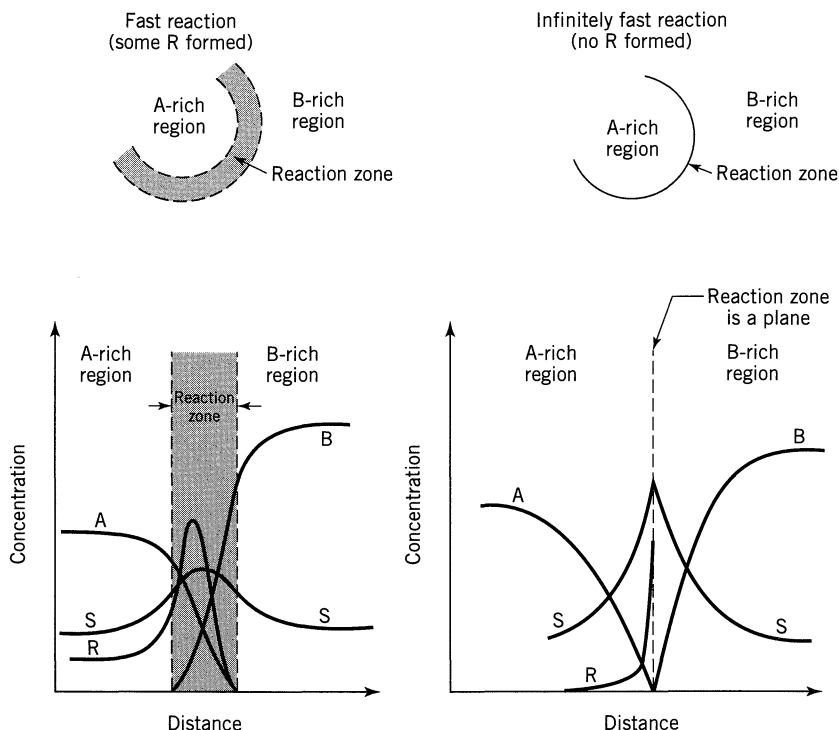 Fast reaction
(some R formed)
A-rich
region
B-rich
region
Reaction zone
Infinitely fast reaction
(no R formed)
A-rich
region
B-rich
region
Reaction zone
A-rich
region
B-rich
region
Reaction
zone
B
A
S
R
S
Concentration
Distance
Reaction zone
is a plane
A-rich
region
B-rich
region
B
A
S
R
S
Concentration
Distance